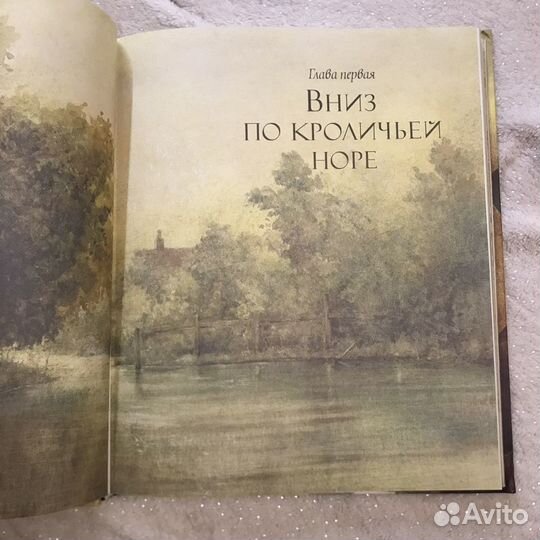 Глава первая
Вниз
по кроличьей
норе
Avito